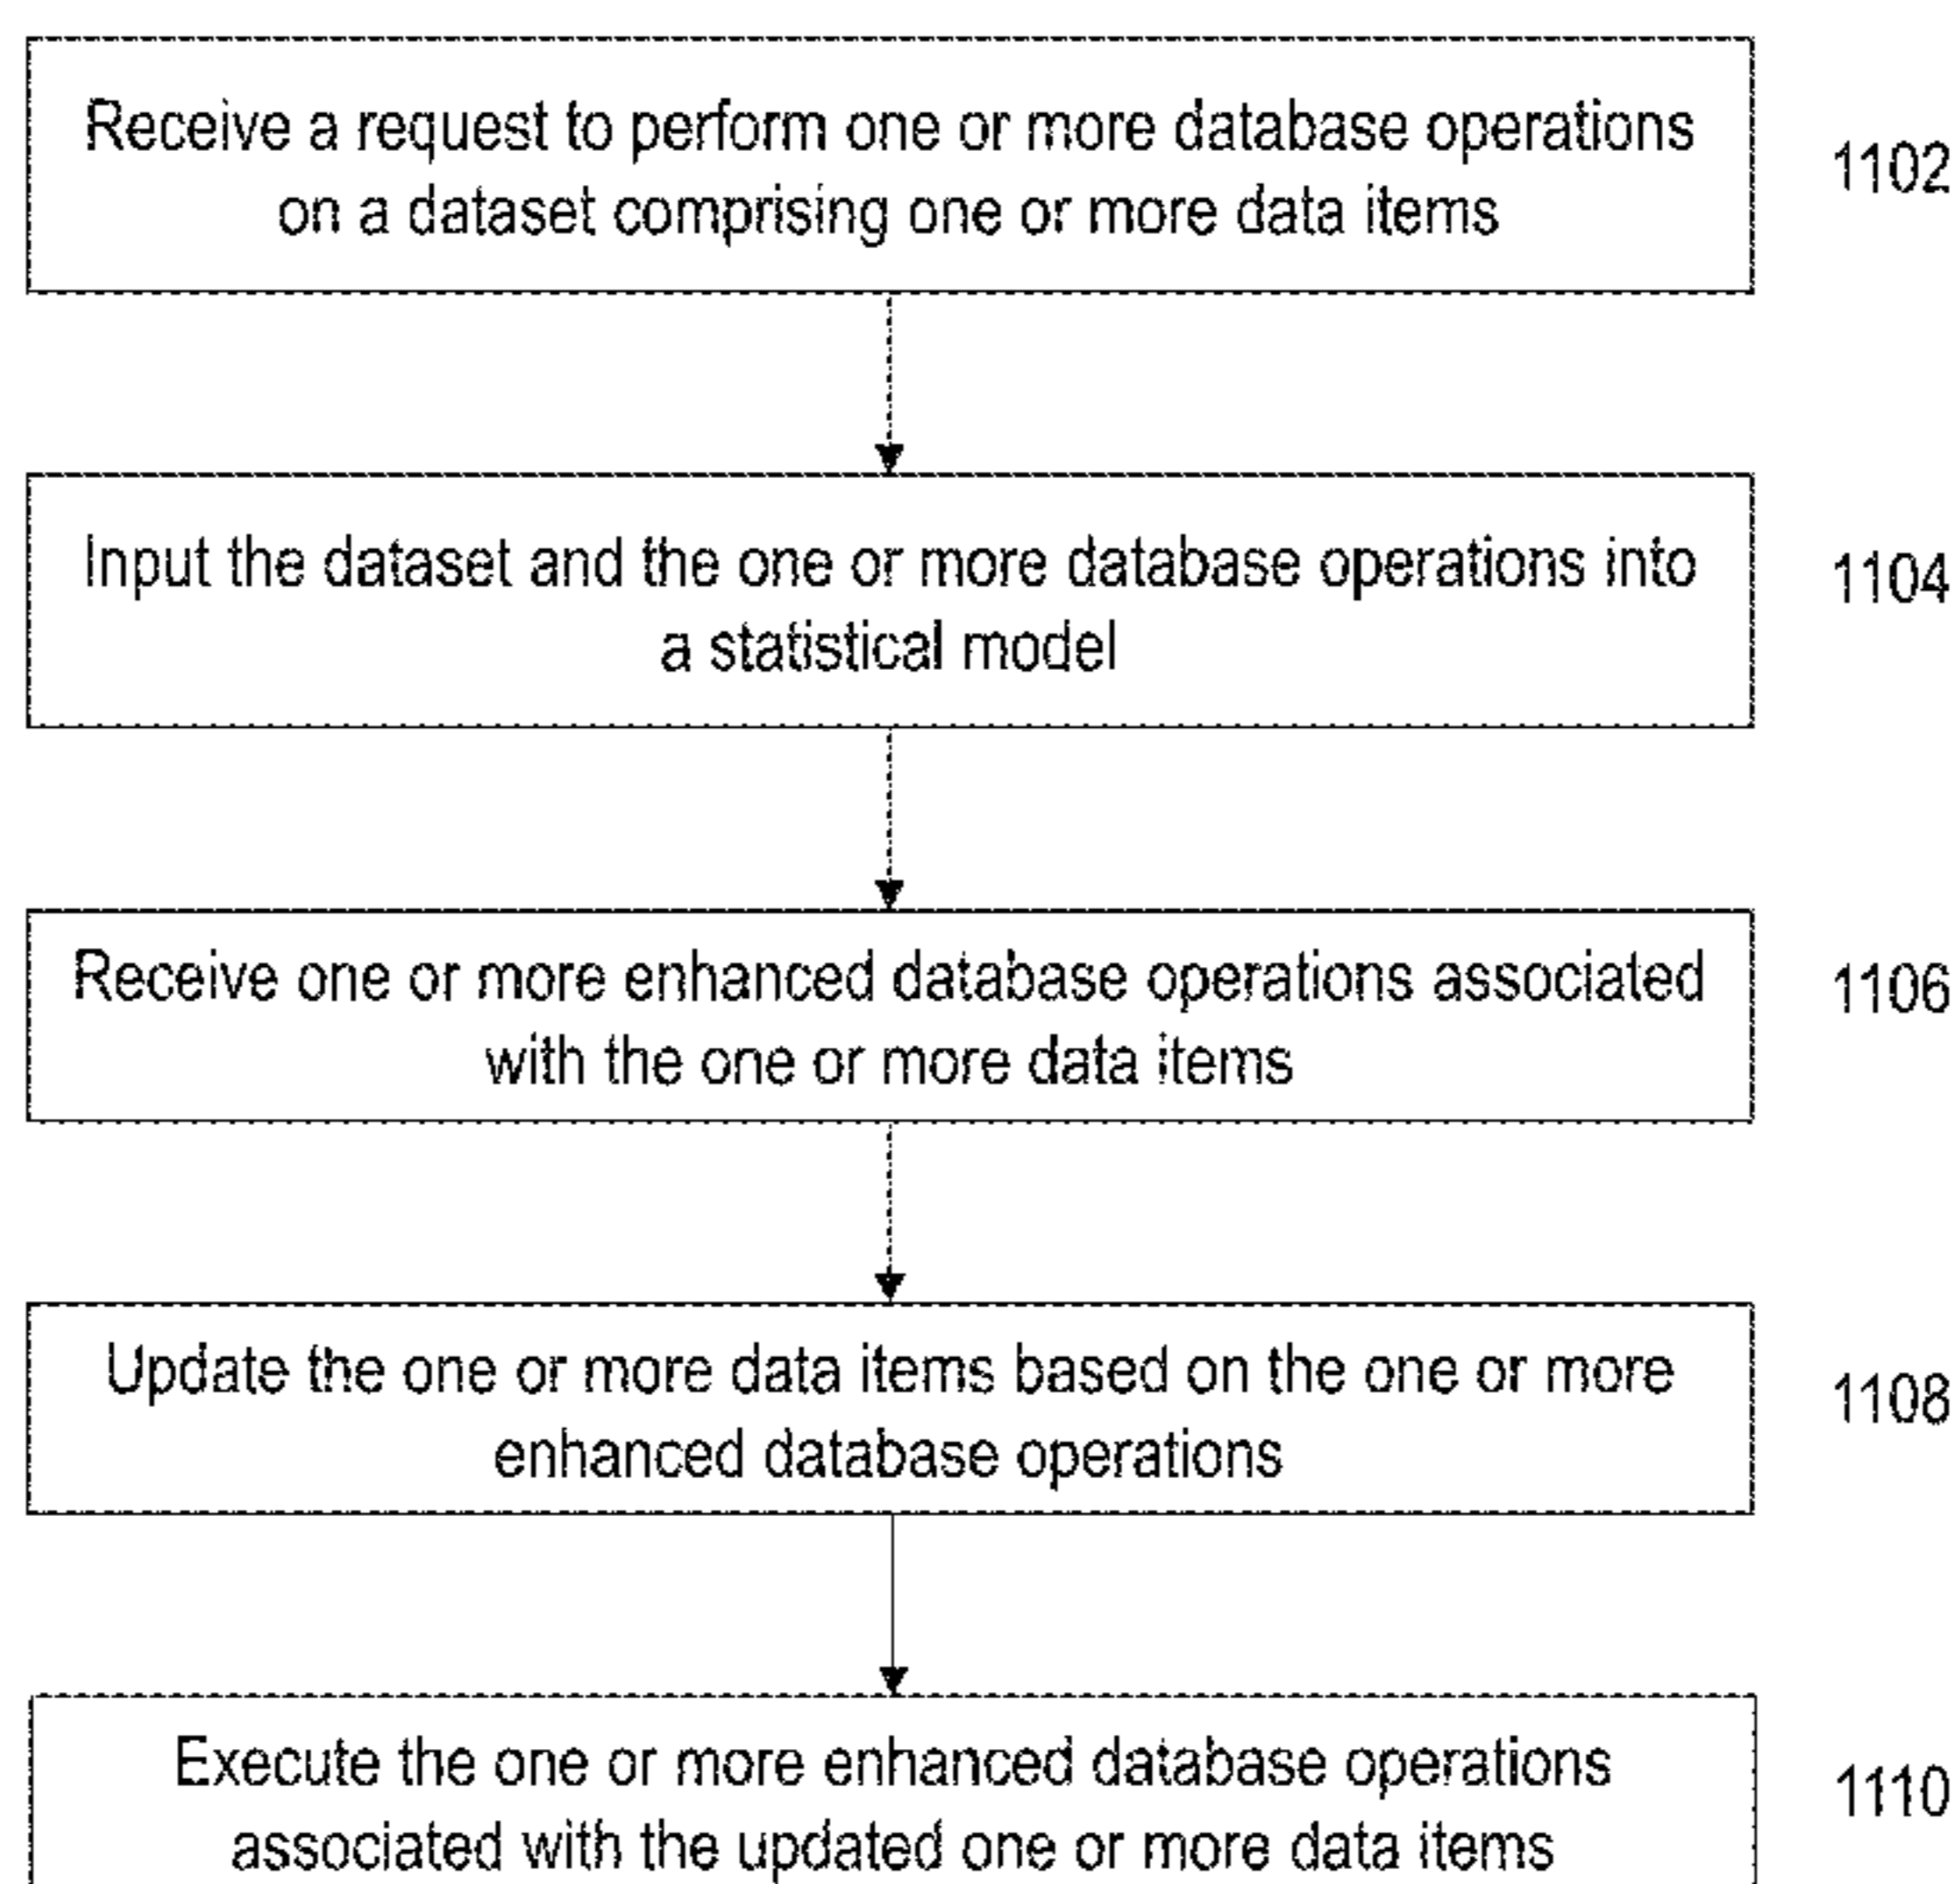 Receive a request to perform one or more database operations
on a dataset comprising one or more data items
1102
Input the dataset and the one or more database operations into
a statistical model
1104
Receive one or more enhanced database operations associated
with the one or more data items
1106
Update the one or more data items based on the one or more
enhanced database operations
1108
Execute the one or more enhanced database operations
associated with the updated one or more data items
1110